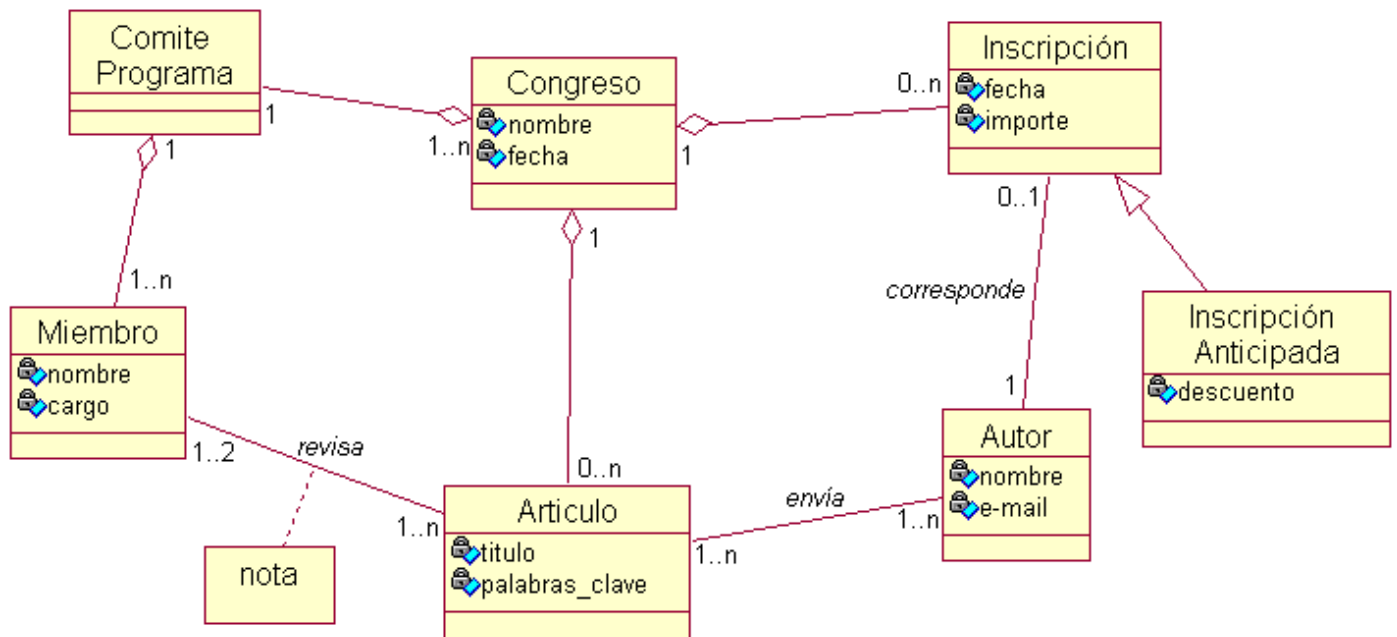 Comite
Programa
1
1
Congreso
nombre
fecha
1..n
1
1
Inscripción
fecha
importe
0..n
0..1
corresponde
1
Inscripción
Anticipada
descuento
1..n
Miembro
nombre
cargo
1..2
revisa
1..n
nota
0..n
Articulo
titulo
palabras_clave
1..n
envía
1..n
Autor
nombre
e-mail